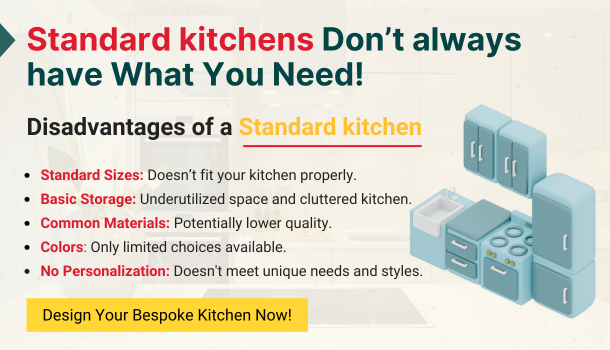 Standard kitchens Don’t always
have What You Need!
Disadvantages of a Standard kitchen
• Standard Sizes: Doesn’t fit your kitchen properly.
• Basic Storage: Underutilized space and cluttered kitchen.
• Common Materials: Potentially lower quality.
• Colors: Only limited choices available.
• No Personalization: Doesn't meet unique needs and styles.
Design Your Bespoke Kitchen Now!